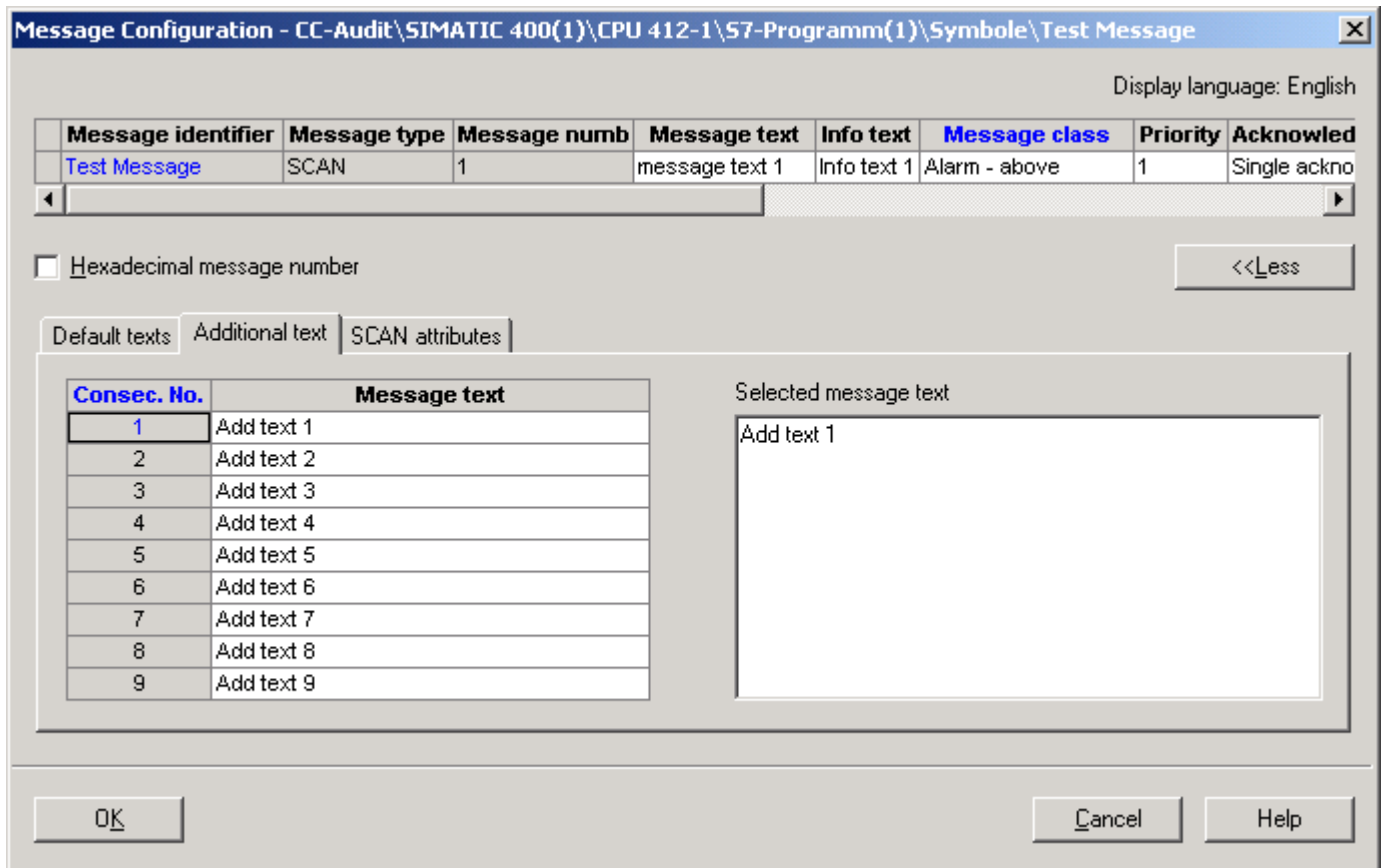 Message Configuration - CC-Audit\SIMATIC 400(1)\CPU 412-1\S7-Programm(1)\Symbole\Test Message
Display language: English
Message identifier Message type Message numb Message text Info text Message class Priority Acknowled
Test Message SCAN 1 message text 1 Info text 1 Alarm - above 1 Single ackno
Hexadecimal message number <<Less
Default texts Additional text SCAN attributes
Consec. No. Message text Selected message text
1 Add text 1 Add text 1
2 Add text 2
3 Add text 3
4 Add text 4
5 Add text 5
6 Add text 6
7 Add text 7
8 Add text 8
9 Add text 9
OK Cancel Help